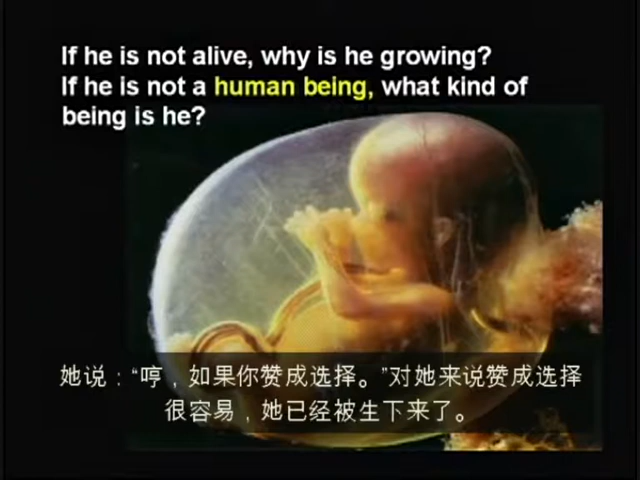 If he is not alive, why is he growing?
If he is not a human being, what kind of
being is he?
她说：“哼，如果你赞成选择。”对她来说赞成选择
很容易，她已经被生下来了。